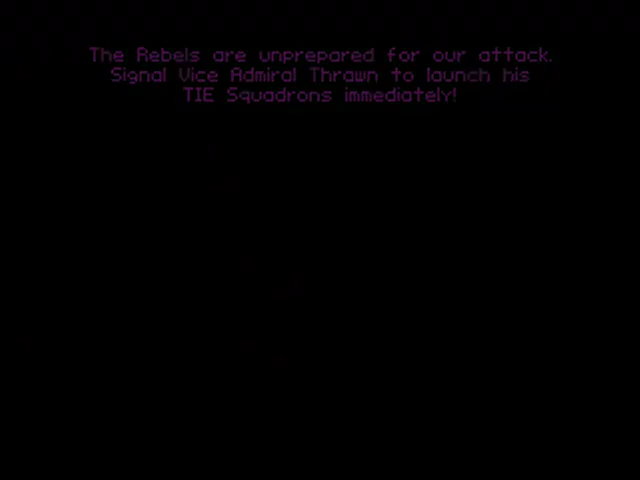 The Rebels are unprepared for our attack.
Signal Vice Admiral Thrawn to launch his
TIE Squadrons immediately!